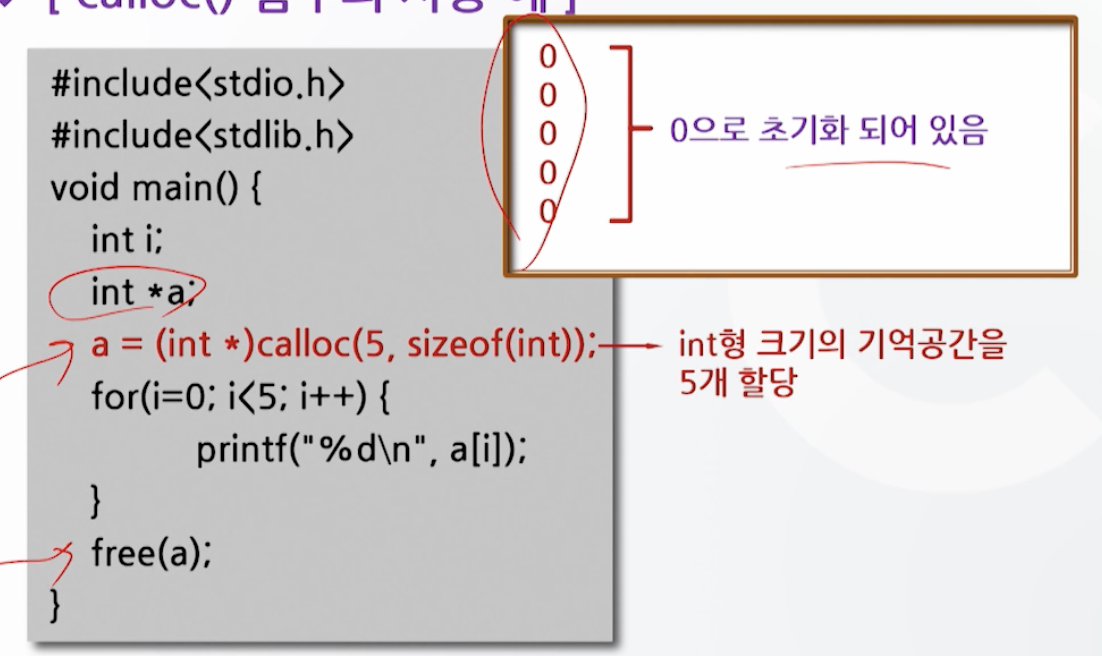 [ calloc()
#include<stdio.h>
#include<stdlib.h>
void main() {
int i;
int *a;
a = (int *)calloc(5, sizeof(int));
for(i=0; i<5; i++) {
printf("%d\n", a[i]);
}
free(a);
}
0
0
0
0
0
0으로 초기화 되어 있음
int형 크기의 기억공간을
5개 할당